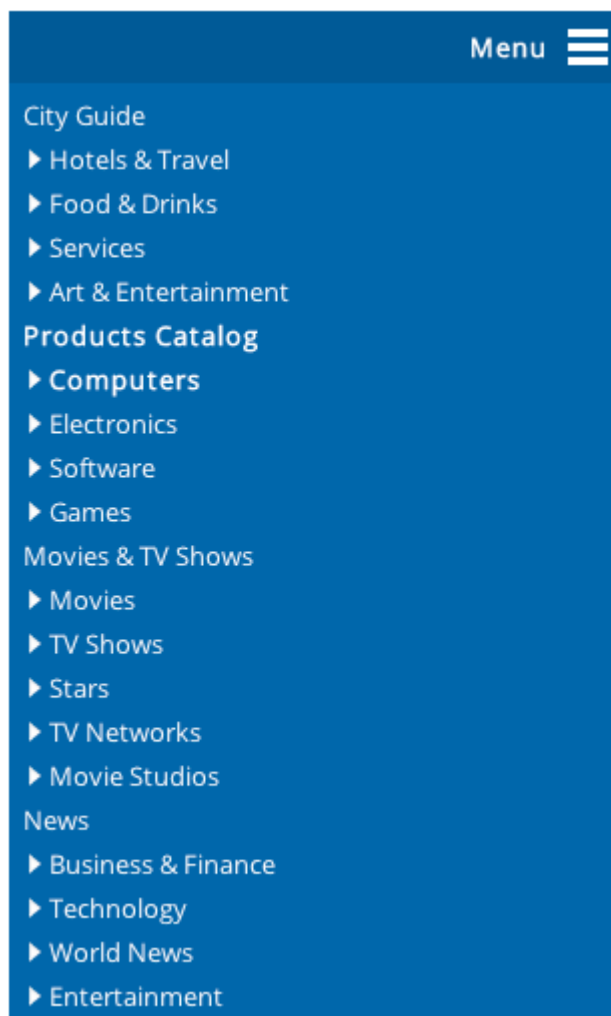 Menu
City Guide
Hotels & Travel
Food & Drinks
Services
Art & Entertainment
Products Catalog
Computers
Electronics
Software
Games
Movies & TV Shows
Movies
TV Shows
Stars
TV Networks
Movie Studios
News
Business & Finance
Technology
World News
Entertainment